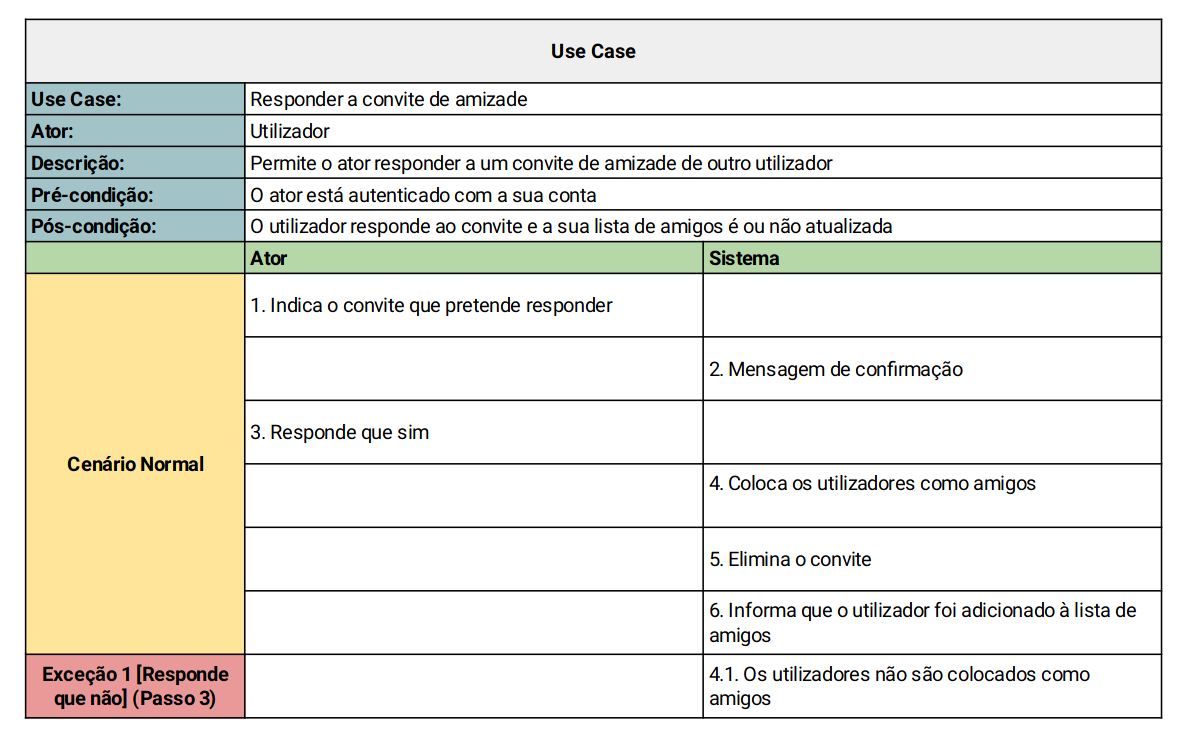 Use Case
Use Case: Responder a convite de amizade
Ator: Utilizador
Descrição: Permite o ator responder a um convite de amizade de outro utilizador
Pré-condição: O ator está autenticado com a sua conta
Pós-condição: O utilizador responde ao convite e a sua lista de amigos é ou não atualizada
Ator Sistema
Cenário Normal
1. Indica o convite que pretende responder
2. Mensagem de confirmação
3. Responde que sim
4. Coloca os utilizadores como amigos
5. Elimina o convite
6. Informa que o utilizador foi adicionado à lista de
amigos
Exceção 1 [Responde
que não] (Passo 3)
4.1. Os utilizadores não são colocados como
amigos